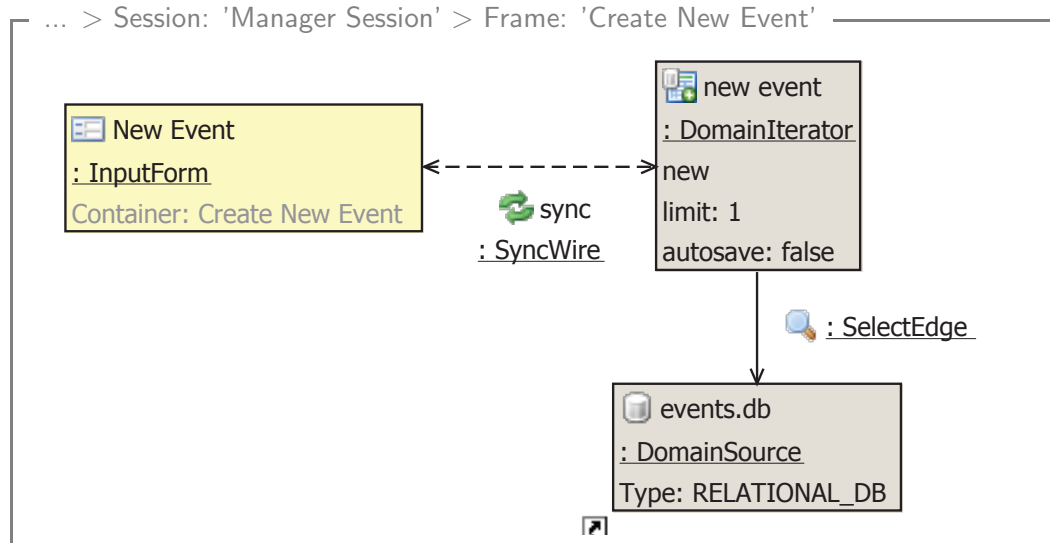 ... > Session: 'Manager Session' > Frame: 'Create New Event'
New Event
: InputForm
Container: Create New Event
sync
: SyncWire
new event
: DomainIterator
new
limit: 1
autosave: false
: SelectEdge
events.db
: DomainSource
Type: RELATIONAL_DB